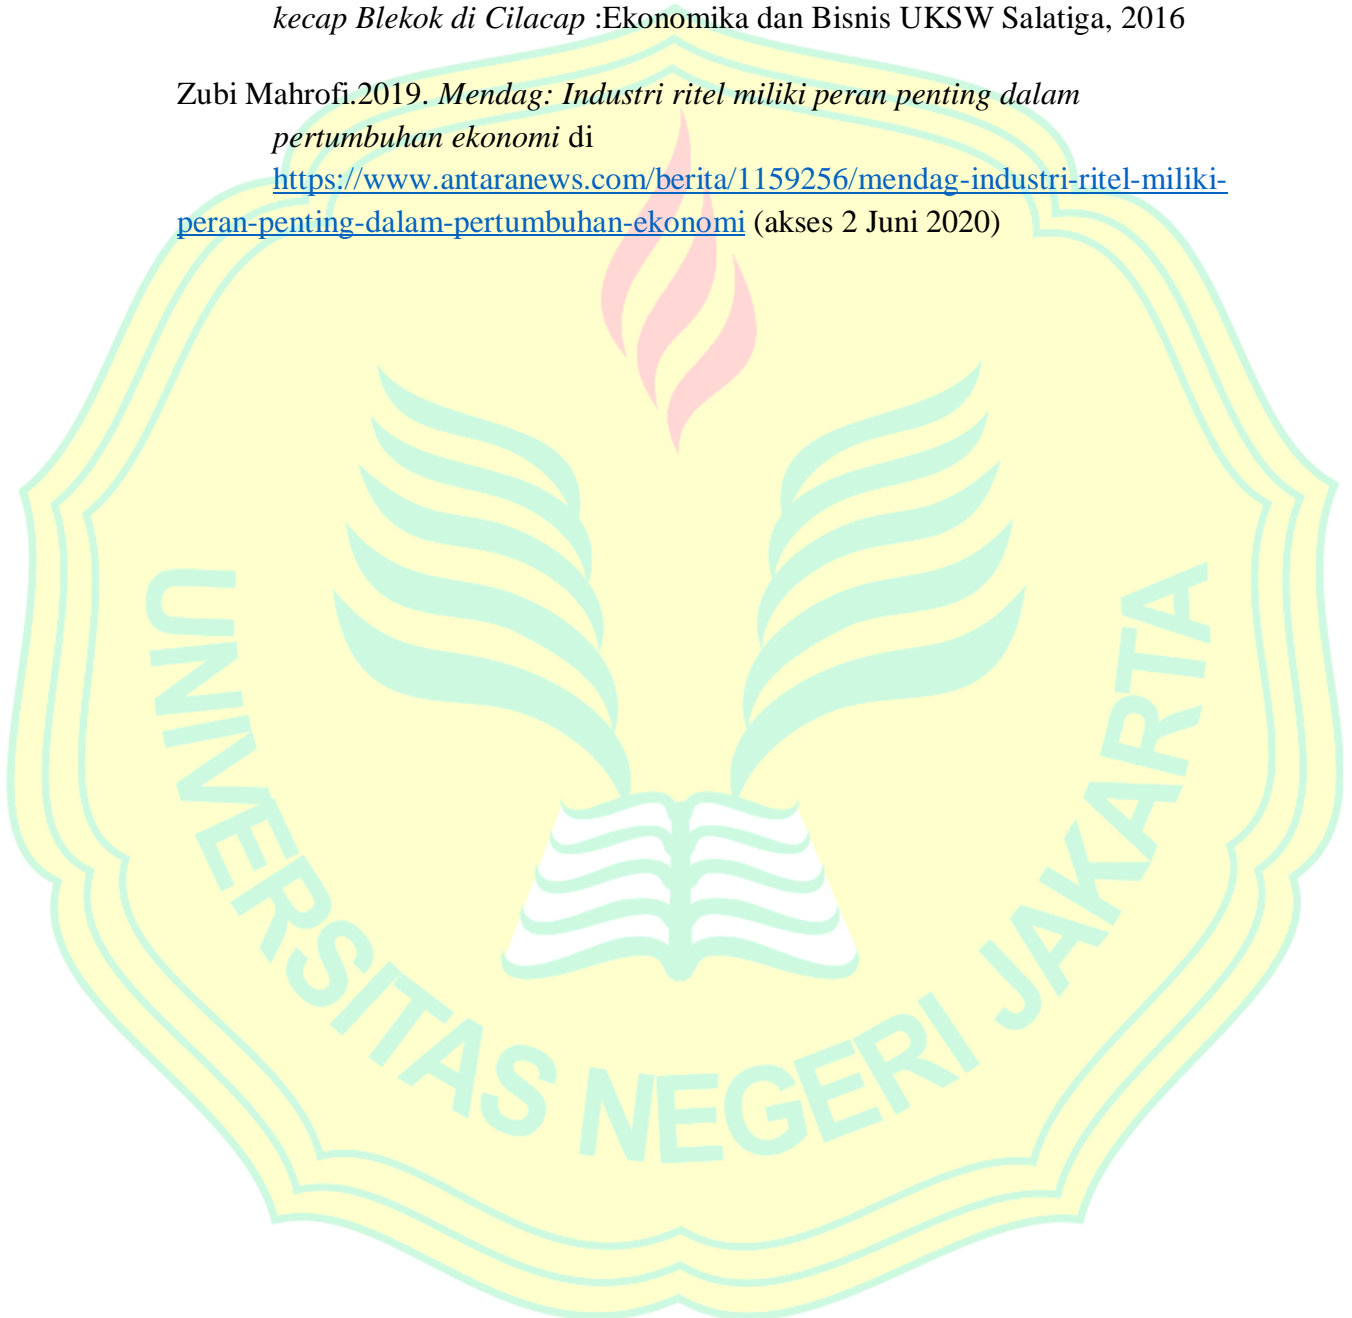 kecap Blekok di Cilacap :Ekonomika dan Bisnis UKSW Salatiga, 2016
Zubi Mahrofi.2019. Mendag: Industri ritel miliki peran penting dalam
pertumbuhan ekonomi di
https://www.antaranews.com/berita/1159256/mendag-industri-ritel-miliki-
peran-penting-dalam-pertumbuhan-ekonomi (akses 2 Juni 2020)
UNIVERSITAS NEGERI JAKARTA